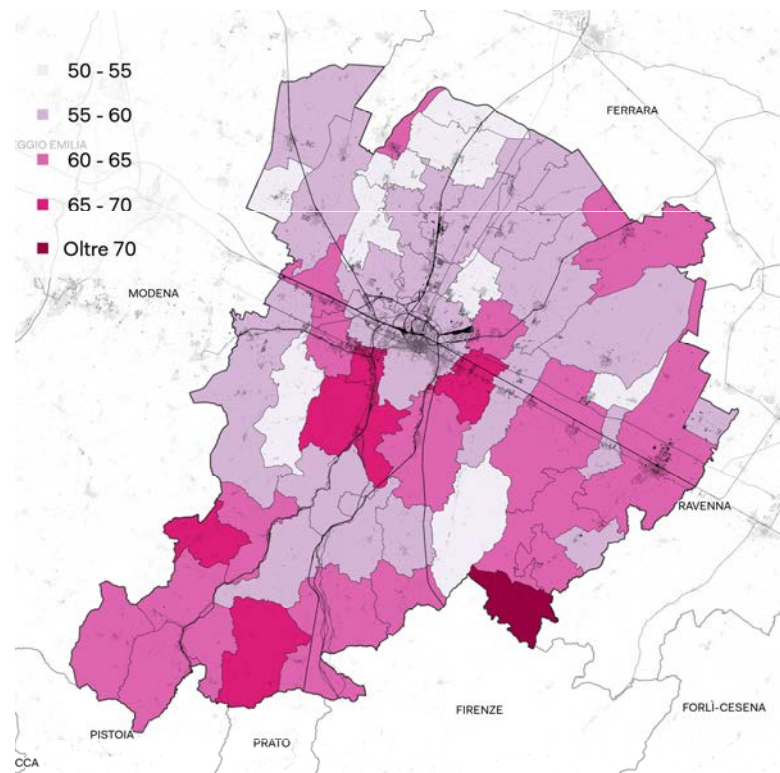 50 - 55
55 - 60
FERRARA
EGGIO EMILIA
60 - 65
65 - 70
Oltre 70
MODENA
RAVENNA
FIRENZE
FORLÌ-CESENA
PISTOIA
PRATO
CCA